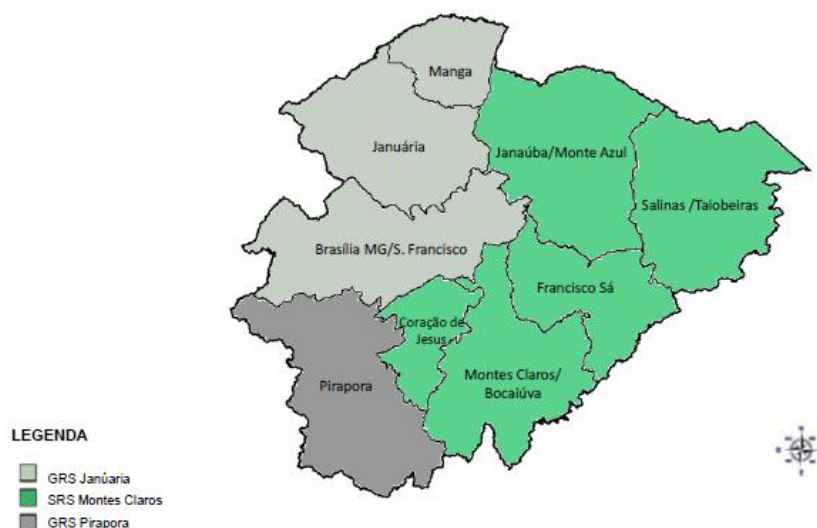 Manga
Januária
Janaúba/Monte Azul
Salinas /Taiobeiras
Brasília MG/S. Francisco
Francisco Sá
Coração de
Jesus
Montes Claros/
Bocaiúva
Pirapora
LEGENDA
GRS Janúaria
SRS Montes Claros
GRS Pirapora